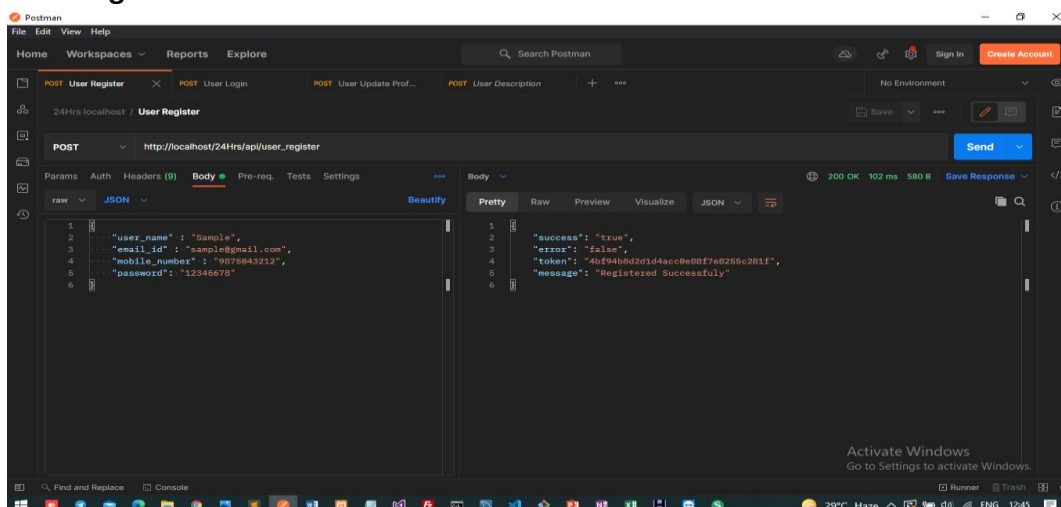 Postman
File Edit View Help
Home Workspaces Reports Explore Search Postman Sign In Create Account
POST User Register POST User Login POST User Update Prof... POST User Description No Environment
24Hrs localhost / User Register Save
POST http://localhost/24Hrs/api/user_register Send
Params Auth Headers (9) Body Pre-req. Tests Settings Body 200 OK 102 ms 580 B Save Response
raw JSON Beautify Pretty Raw Preview Visualize JSON
1 {
2 "user_name" : "Sample",
3 "email_id" : "sample@gmail.com",
4 "mobile_number" : "9875043212",
5 "password": "12345678"
6 }
1 {
2 "success": "true",
3 "error": "false",
4 "token":
5 "message": "Registered Successfuly"
6 }
Activate Windows
Go to Settings to activate Windows.
Find and Replace Console Runner Trash
29°C Haze ENG 12:45